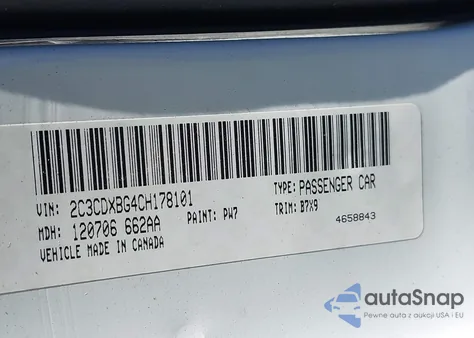 VIN: 2C3CDXBG4CH178101 TYPE: PASSENGER CAR
MDH: 120706 662AA PAINT: PW7 TRIM: B7X9
VEHICLE MADE IN CANADA 4658843
autoSnap
Pewne auta z aukcji USA i EU